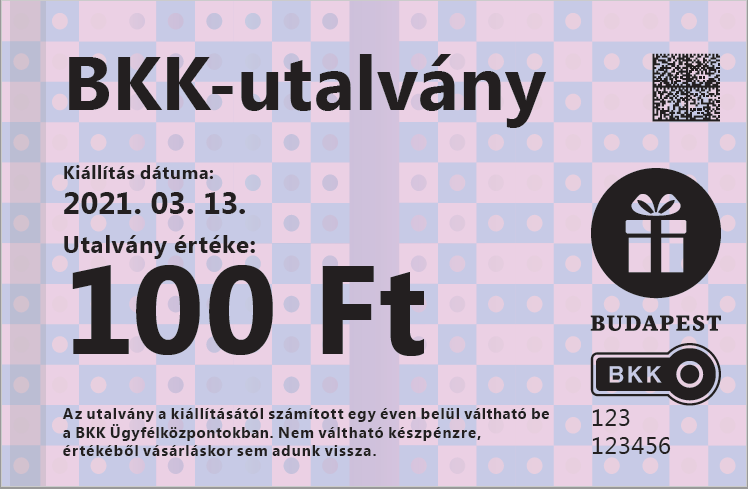 BKK-utalvány
Kiállítás dátuma:
2021. 03. 13.
Utalvány értéke:
100 Ft
Az utalvány a kiállításától számított egy éven belül váltható be
a BKK Ügyfélközpontokban. Nem váltható készpénzre,
értékéből vásárláskor sem adunk vissza.
BUDAPEST
BKK
123
123456